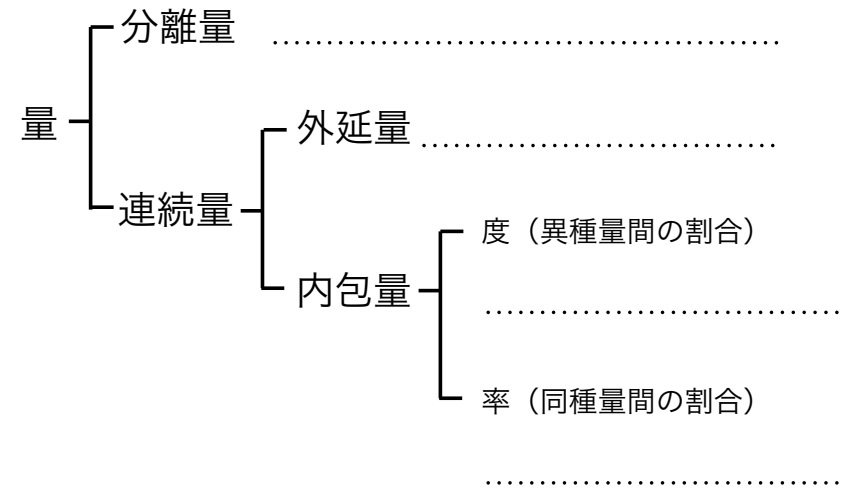 分離量
量
外延量
連続量
度（異種量間の割合）
内包量
率（同種量間の割合）